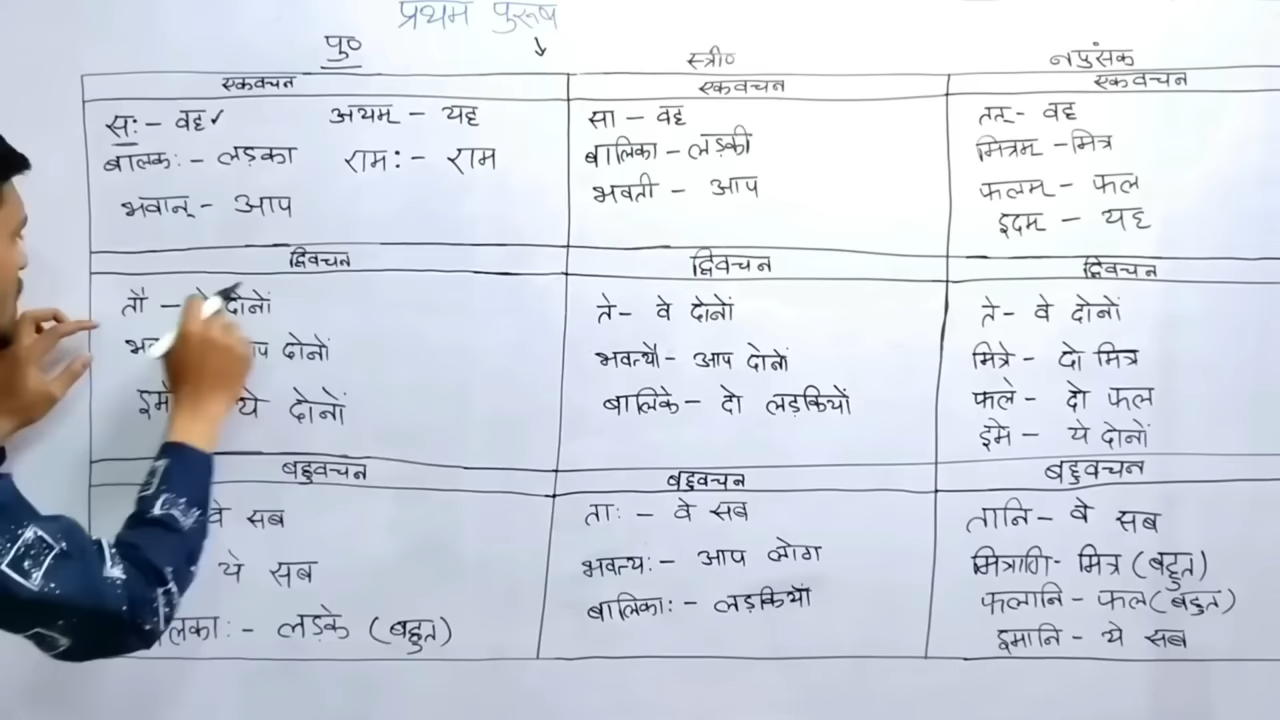 प्रथम पुरूष
पु०
स्त्री०
नपुंसक
एकवचन
सः - वह ✓ अयम् - यह
बालकः - लड़का रामः - राम
भवान् - आप
एकवचन
सा - वह
बालिका - लड़की
भवती - आप
एकवचन
तत् - वह
मित्रम् - मित्र
फलम् - फल
इदम् - यह
द्विवचन
तौ - दोनों
दोनों
ये दोनों
द्विवचन
ते - वे दोनों
भवत्यौ - आप दोनों
बालिके - दो लड़कियाँ
द्विवचन
ते - वे दोनों
मित्रे - दो मित्र
फले - दो फल
इमे - ये दोनों
बहुवचन
वे सब
ये सब
लड़के (बहुत)
बहुवचन
ताः - वे सब
भवत्यः - आप लोग
बालिकाः - लड़कियाँ
बहुवचन
तानि - वे सब
मित्राणि - मित्र (बहुत)
फलानि - फल (बहुत)
इमानि - ये सब